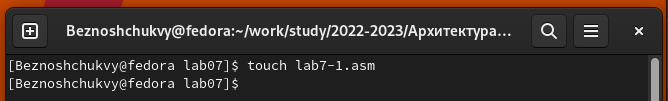 Beznoshchukvy@fedora:~/work/study/2022-2023/Архитектура...
[Beznoshchukvy@fedora lab07]$ touch lab7-1.asm
[Beznoshchukvy@fedora lab07]$